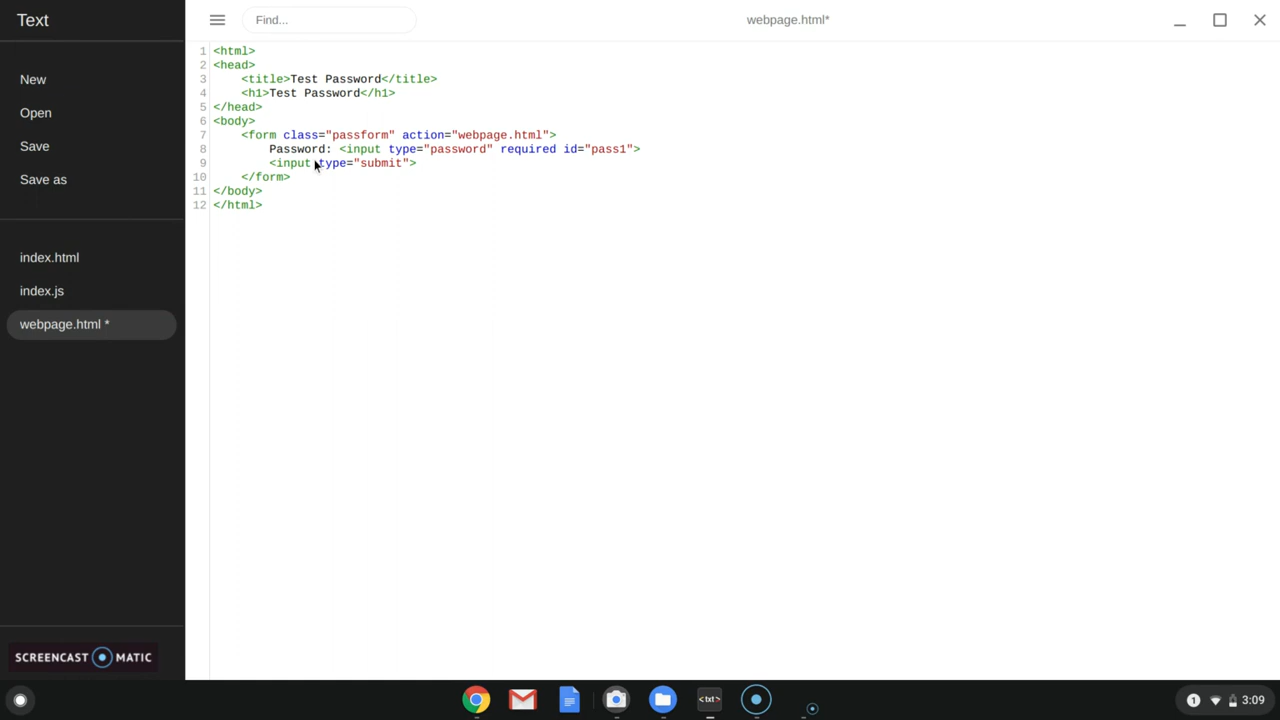 Text
Find...
webpage.html*
New
Open
Save
Save as
index.html
index.js
webpage.html *
1 <html>
2 <head>
3     <title>Test Password</title>
4     <h1>Test Password</h1>
5 </head>
6 <body>
7     <form class="passform" action="webpage.html">
8         Password: <input type="password" required id="pass1">
9         <input type="submit">
10     </form>
11 </body>
12 </html>
SCREENCAST MATIC
<txt>
1 3:09